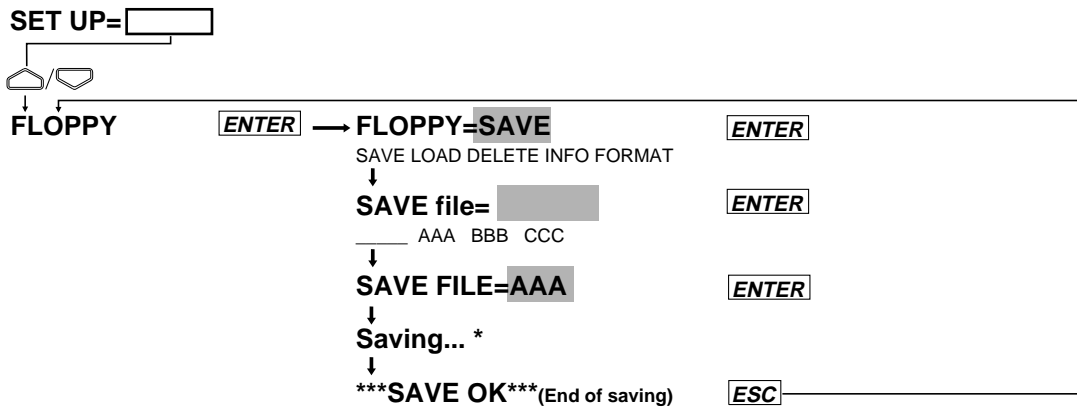 SET UP=
/
FLOPPY ENTER FLOPPY=SAVE ENTER
SAVE LOAD DELETE INFO FORMAT
SAVE file= ENTER
_____ AAA BBB CCC
SAVE FILE=AAA ENTER
Saving... *
***SAVE OK***(End of saving) ESC